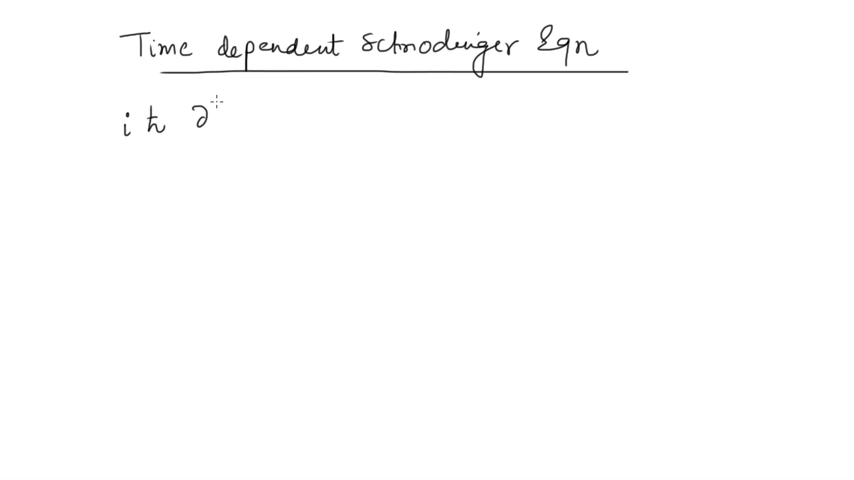 Time dependent Schrodinger Eqn
i ħ ∂